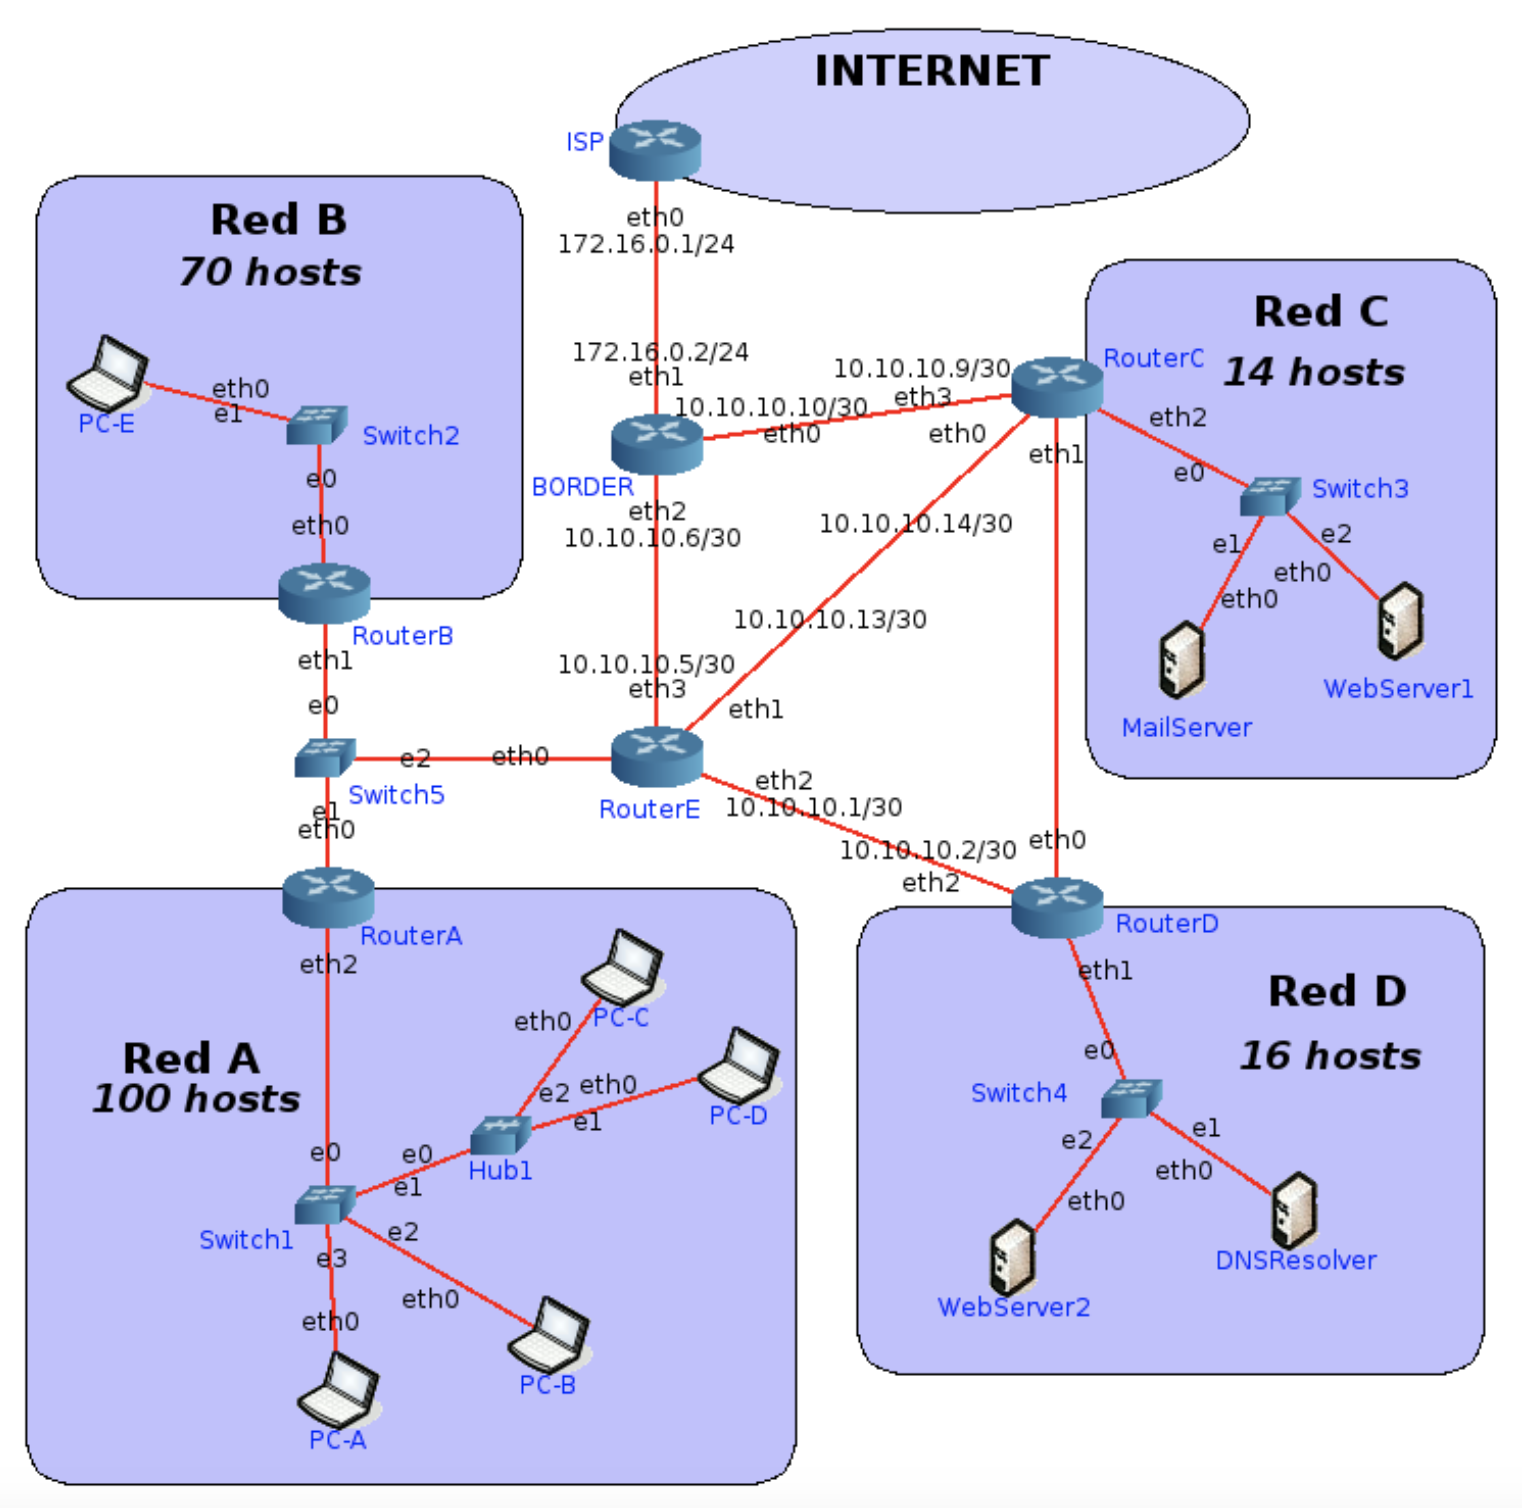 INTERNET
ISP
eth0
172.16.0.1/24
Red B
70 hosts
eth0
e1
PC-E
Switch2
e0
eth0
RouterB
eth1
e0
172.16.0.2/24
eth1
10.10.10.10/30
eth0
BORDER
eth2
10.10.10.6/30
10.10.10.9/30
eth3
RouterC
eth0
eth1
Red C
14 hosts
eth2
e0
Switch3
e1
e2
eth0
eth0
WebServer1
MailServer
10.10.10.14/30
10.10.10.13/30
10.10.10.5/30
eth3
eth1
e2
eth0
Switch5
e1
eth0
RouterE
eth2
10.10.10.1/30
10.10.10.2/30
eth2
eth0
RouterD
RouterA
eth2
Red A
100 hosts
eth0
PC-C
e2
eth0
e1
PC-D
e0
e0
e1
Hub1
Switch1
e2
e3
eth0
eth0
PC-B
PC-A
eth1
Red D
16 hosts
e0
Switch4
e2
e1
eth0
eth0
DNSResolver
WebServer2